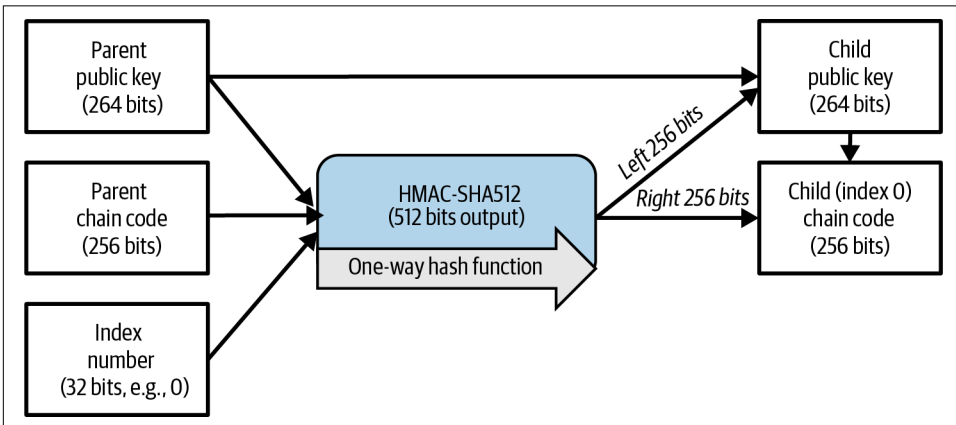 Parent
public key
(264 bits)
Parent
chain code
(256 bits)
Index
number
(32 bits, e.g., 0)
HMAC-SHA512
(512 bits output)
One-way hash function
Left 256 bits
Right 256 bits
Child
public key
(264 bits)
Child (index 0)
chain code
(256 bits)